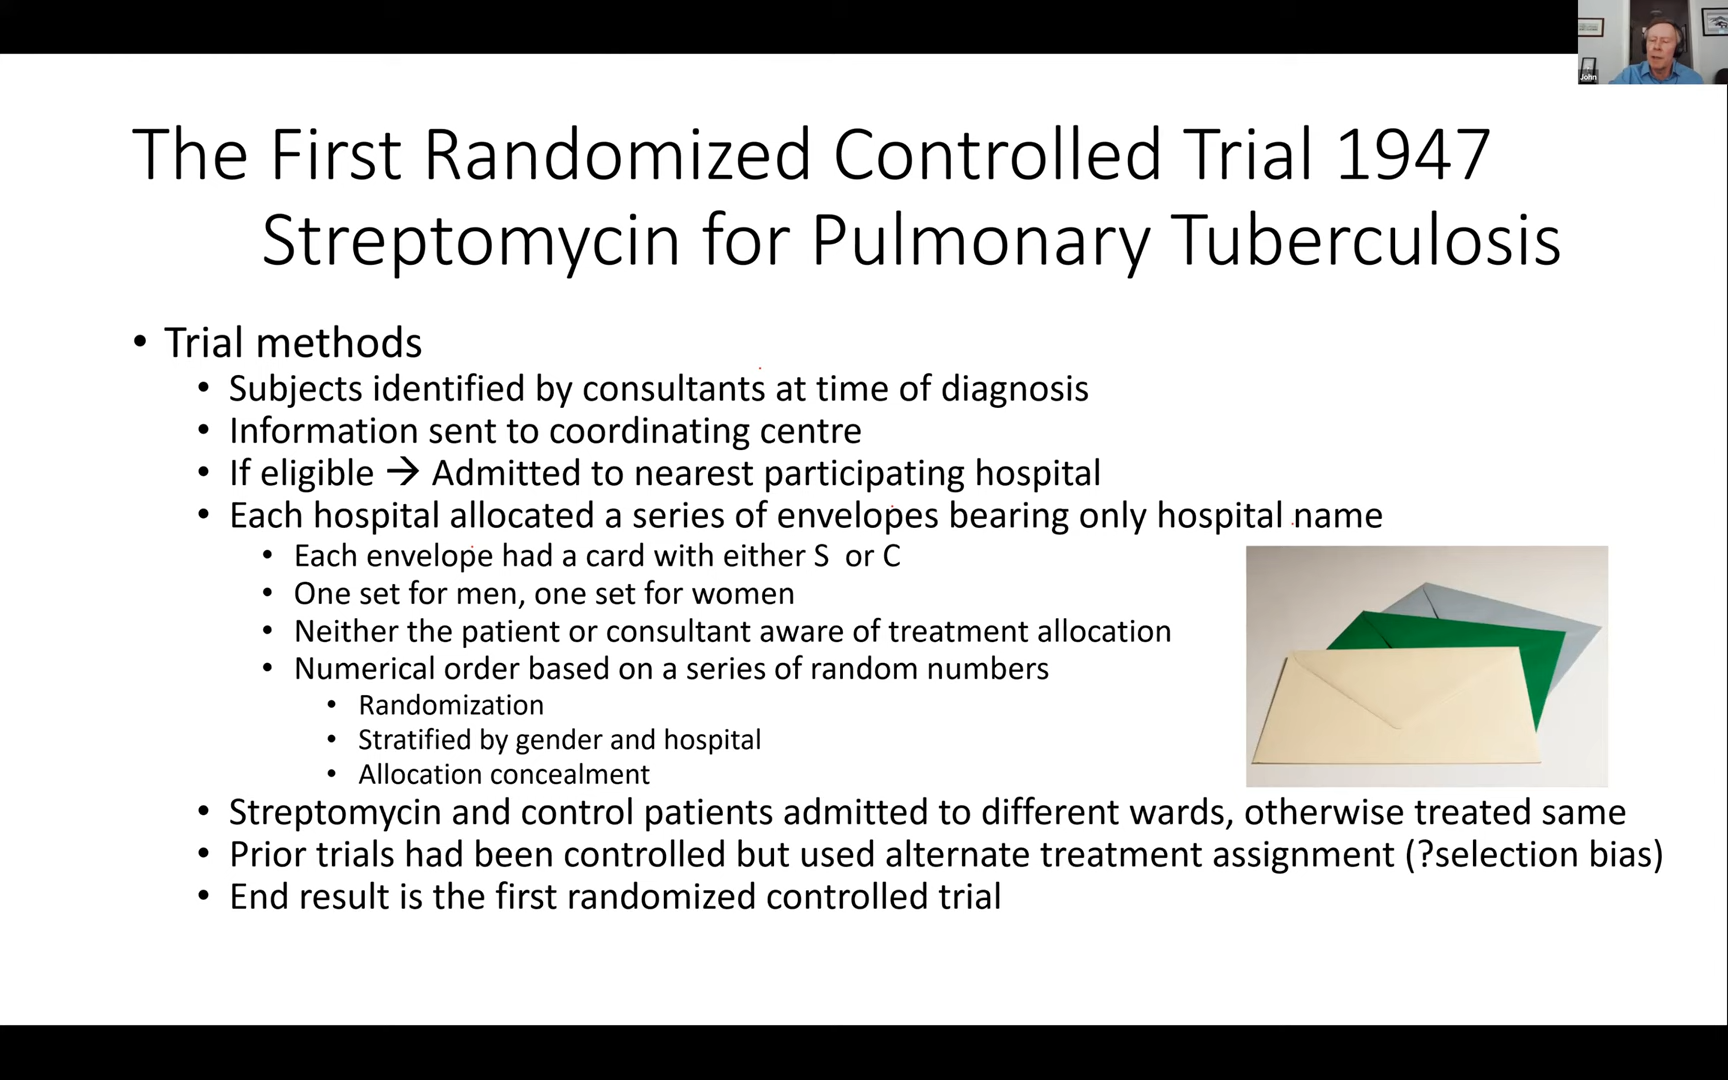 John
The First Randomized Controlled Trial 1947
Streptomycin for Pulmonary Tuberculosis
• Trial methods
• Subjects identified by consultants at time of diagnosis
• Information sent to coordinating centre
• If eligible → Admitted to nearest participating hospital
• Each hospital allocated a series of envelopes bearing only hospital name
• Each envelope had a card with either S or C
• One set for men, one set for women
• Neither the patient or consultant aware of treatment allocation
• Numerical order based on a series of random numbers
• Randomization
• Stratified by gender and hospital
• Allocation concealment
• Streptomycin and control patients admitted to different wards, otherwise treated same
• Prior trials had been controlled but used alternate treatment assignment (?selection bias)
• End result is the first randomized controlled trial